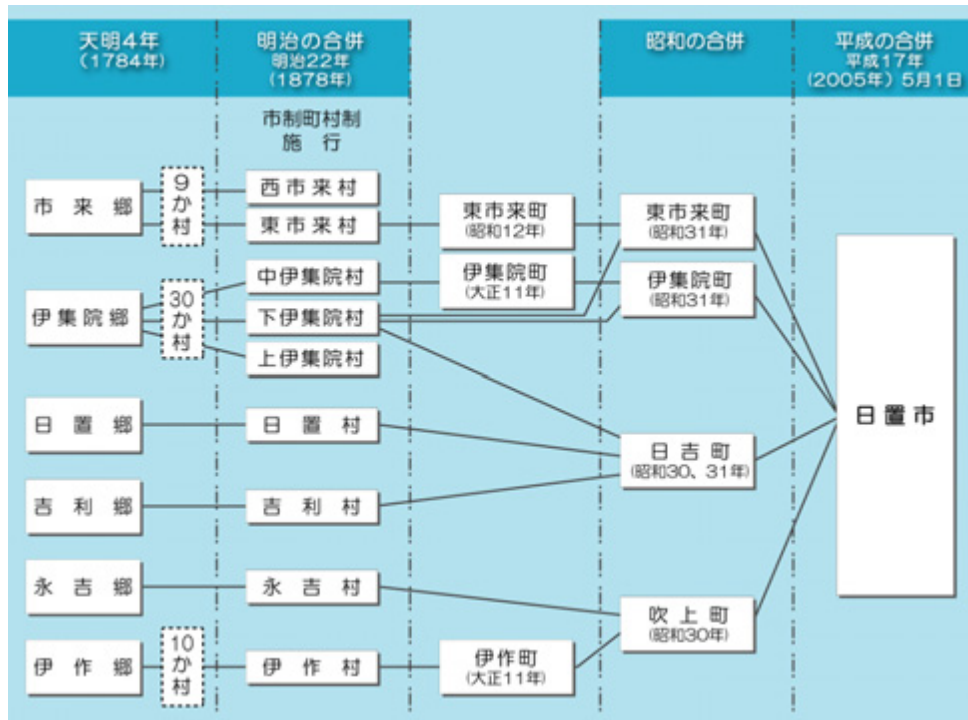 天明4年
（1784年）
明治の合併
明治22年
（1878年）
昭和の合併
平成の合併
平成17年
（2005年）5月1日
市制町村制
施行
市来郷
9か村
西市来村
東市来村
東市来町
（昭和12年）
東市来町
（昭和31年）
伊集院郷
30か村
中伊集院村
下伊集院村
上伊集院村
伊集院町
（大正11年）
伊集院町
（昭和31年）
日置郷
日置村
日吉町
（昭和30、31年）
吉利郷
吉利村
永吉郷
永吉村
吹上町
（昭和30年）
伊作郷
10か村
伊作村
伊作町
（大正11年）
日置市